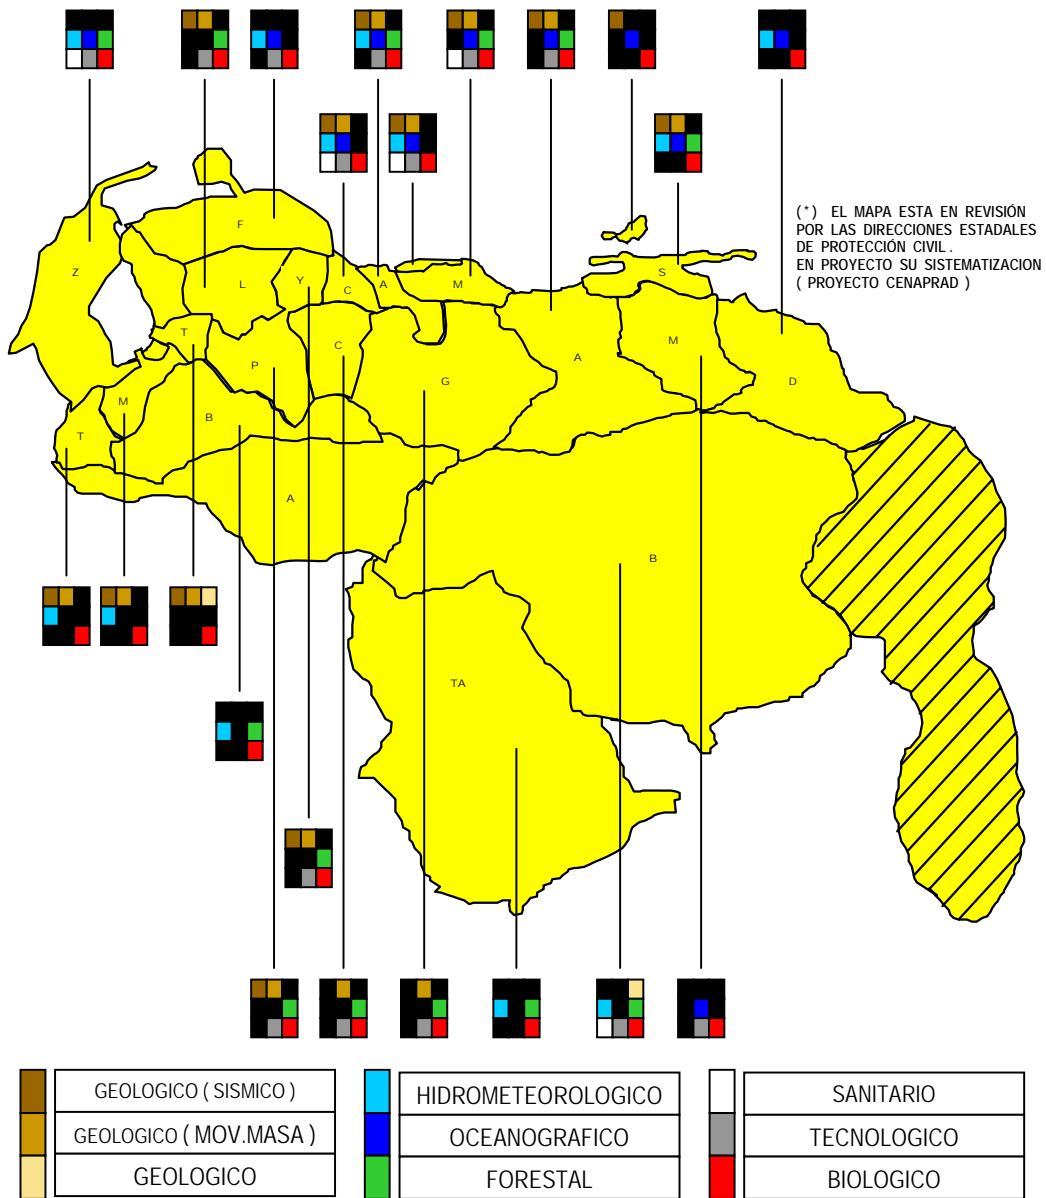 (*) EL MAPA ESTA EN REVISIÓN
POR LAS DIRECCIONES ESTADALES
DE PROTECCIÓN CIVIL.
EN PROYECTO SU SISTEMATIZACION
( PROYECTO CENAPRAD )
F
Z
L
Y
C
A
M
S
T
C
P
G
A
M
D
M
B
T
A
B
TA
GEOLOGICO ( SISMICO )
GEOLOGICO ( MOV.MASA )
GEOLOGICO
HIDROMETEOROLOGICO
OCEANOGRAFICO
FORESTAL
SANITARIO
TECNOLOGICO
BIOLOGICO